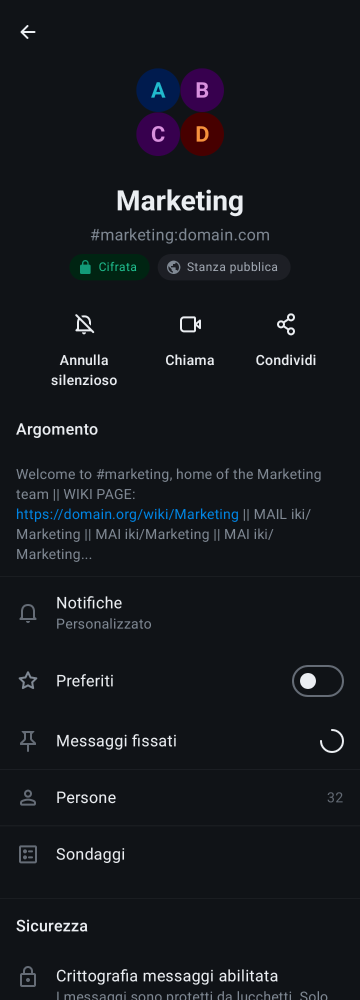 A B
C D
Marketing
#marketing:domain.com
Cifrata Stanza pubblica
Annulla silenzioso
Chiama
Condividi
Argomento
Welcome to #marketing, home of the Marketing
team || WIKI PAGE:
https://domain.org/wiki/Marketing || MAIL iki/
Marketing || MAI iki/Marketing || MAI iki/
Marketing...
Notifiche
Personalizzato
Preferiti
Messaggi fissati
Persone 32
Sondaggi
Sicurezza
Crittografia messaggi abilitata
I messaggi sono protetti da lucchetti. Solo